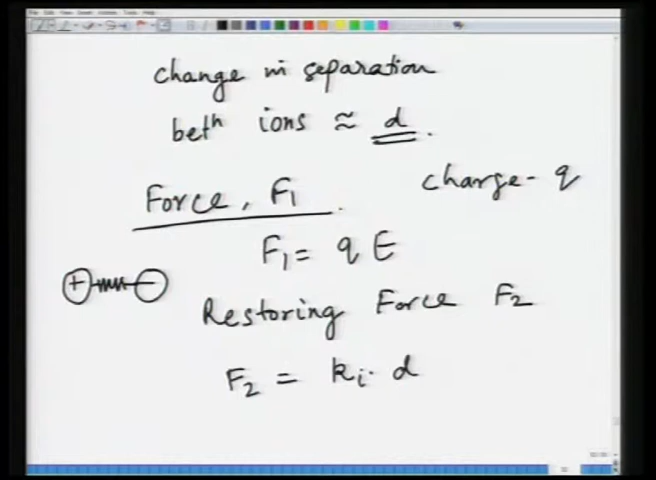 change in separation
betⁿ ions ≈ d.
charge - q
Force, F₁
F₁ = q E
+ −
Restoring Force F₂
F₂ = kᵢ. d